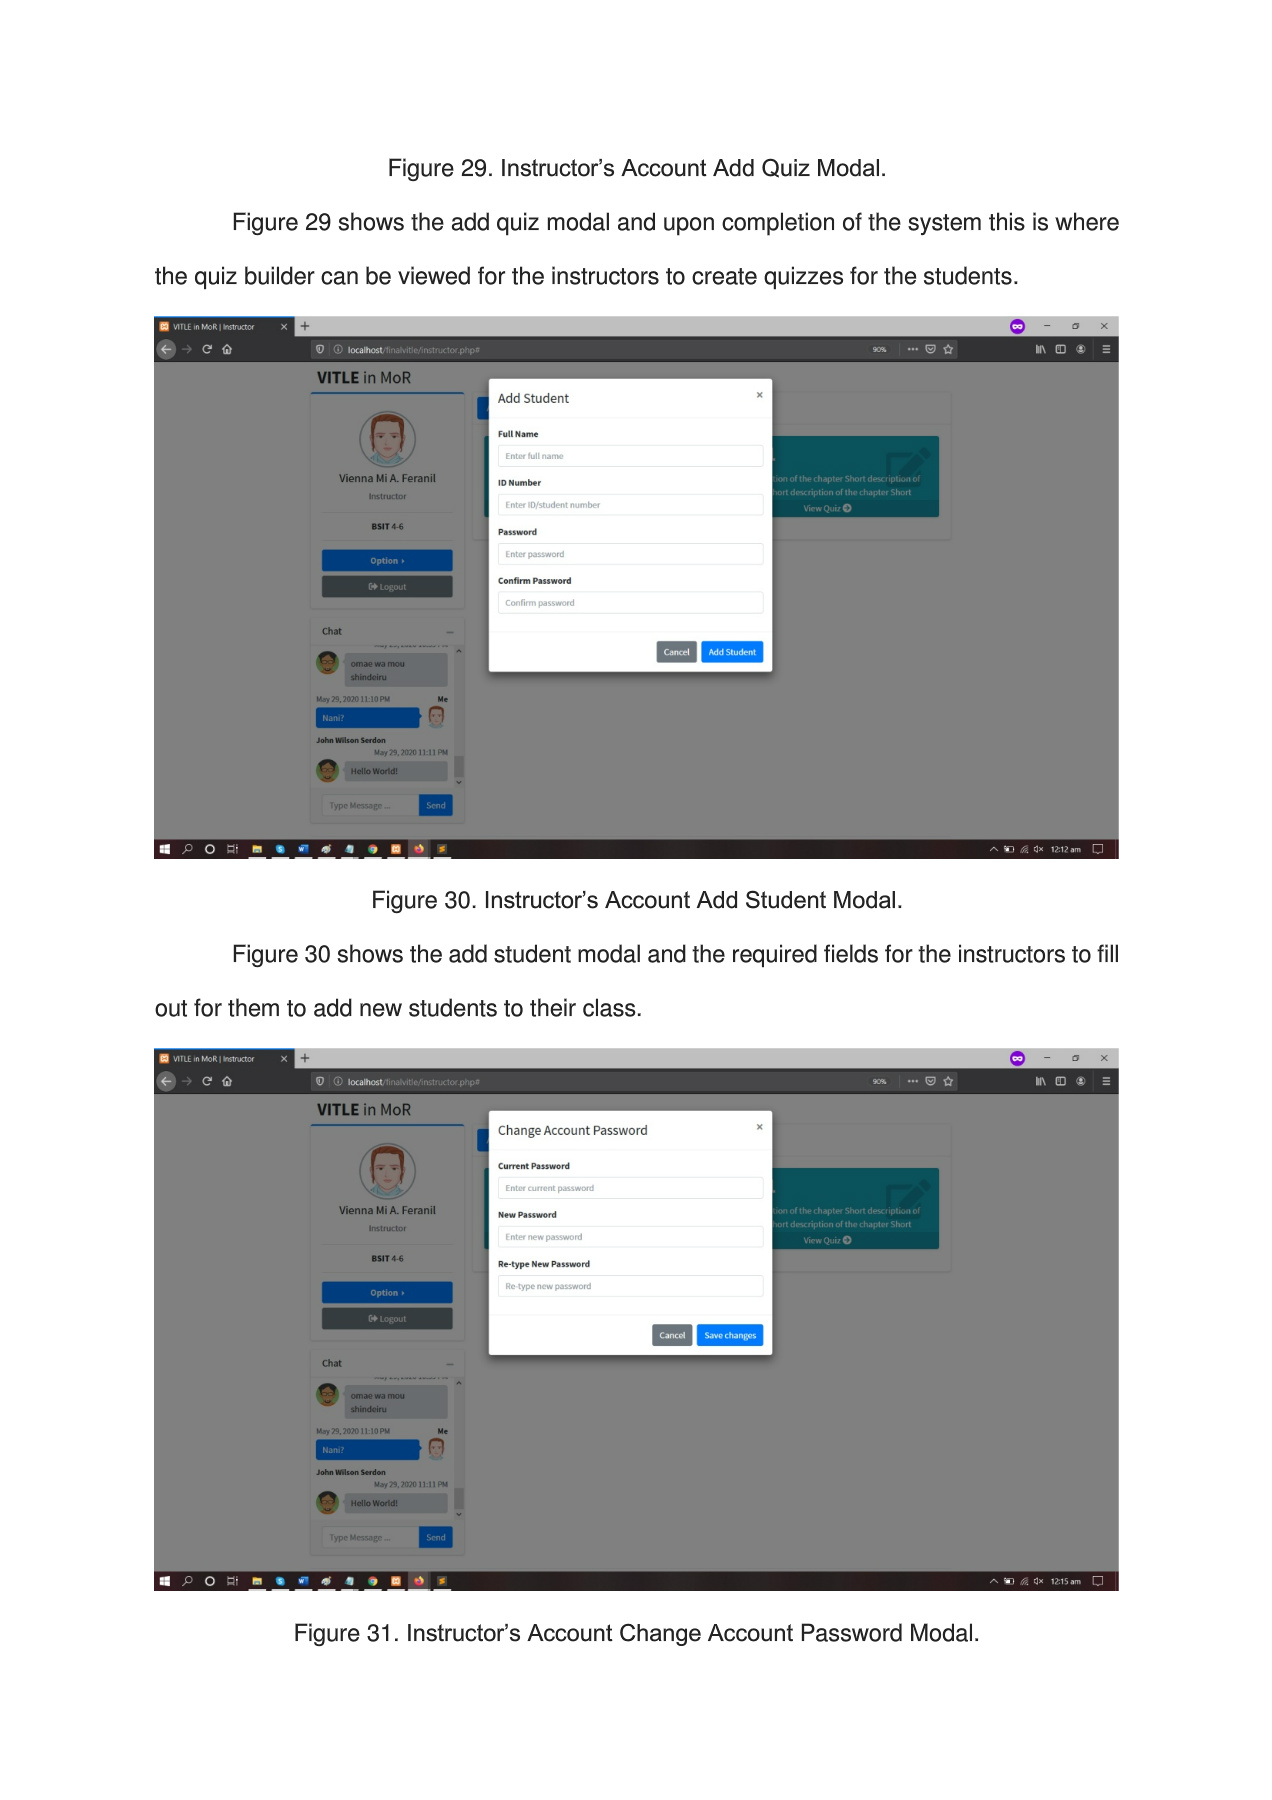 Figure 29. Instructor’s Account Add Quiz Modal.
Figure 29 shows the add quiz modal and upon completion of the system this is where
the quiz builder can be viewed for the instructors to create quizzes for the students.
VITLE in MoR | Instructor
localhost/finalvitle/instructor.php#
90%
VITLE in MoR
Vienna Mi A. Feranil
Instructor
BSIT 4-6
Option
Logout
Chat
omae wa mou
shindeiru
May 29, 2020 11:10 PM Me
Nani?
John Wilson Serdon
May 29, 2020 11:11 PM
Hello World!
Type Message ... Send
Add Student
×
Full Name
Enter full name
ID Number
Enter ID/student number
Password
Enter password
Confirm Password
Confirm password
Cancel Add Student
tion of the chapter Short description of
hort description of the chapter Short
View Quiz
12:12 am
Figure 30. Instructor’s Account Add Student Modal.
Figure 30 shows the add student modal and the required fields for the instructors to fill
out for them to add new students to their class.
VITLE in MoR | Instructor
localhost/finalvitle/instructor.php#
90%
VITLE in MoR
Vienna Mi A. Feranil
Instructor
BSIT 4-6
Option
Logout
Chat
omae wa mou
shindeiru
May 29, 2020 11:10 PM Me
Nani?
John Wilson Serdon
May 29, 2020 11:11 PM
Hello World!
Type Message ... Send
Change Account Password
×
Current Password
Enter current password
New Password
Enter new password
Re-type New Password
Re-type new password
Cancel Save changes
tion of the chapter Short description of
hort description of the chapter Short
View Quiz
12:15 am
Figure 31. Instructor’s Account Change Account Password Modal.